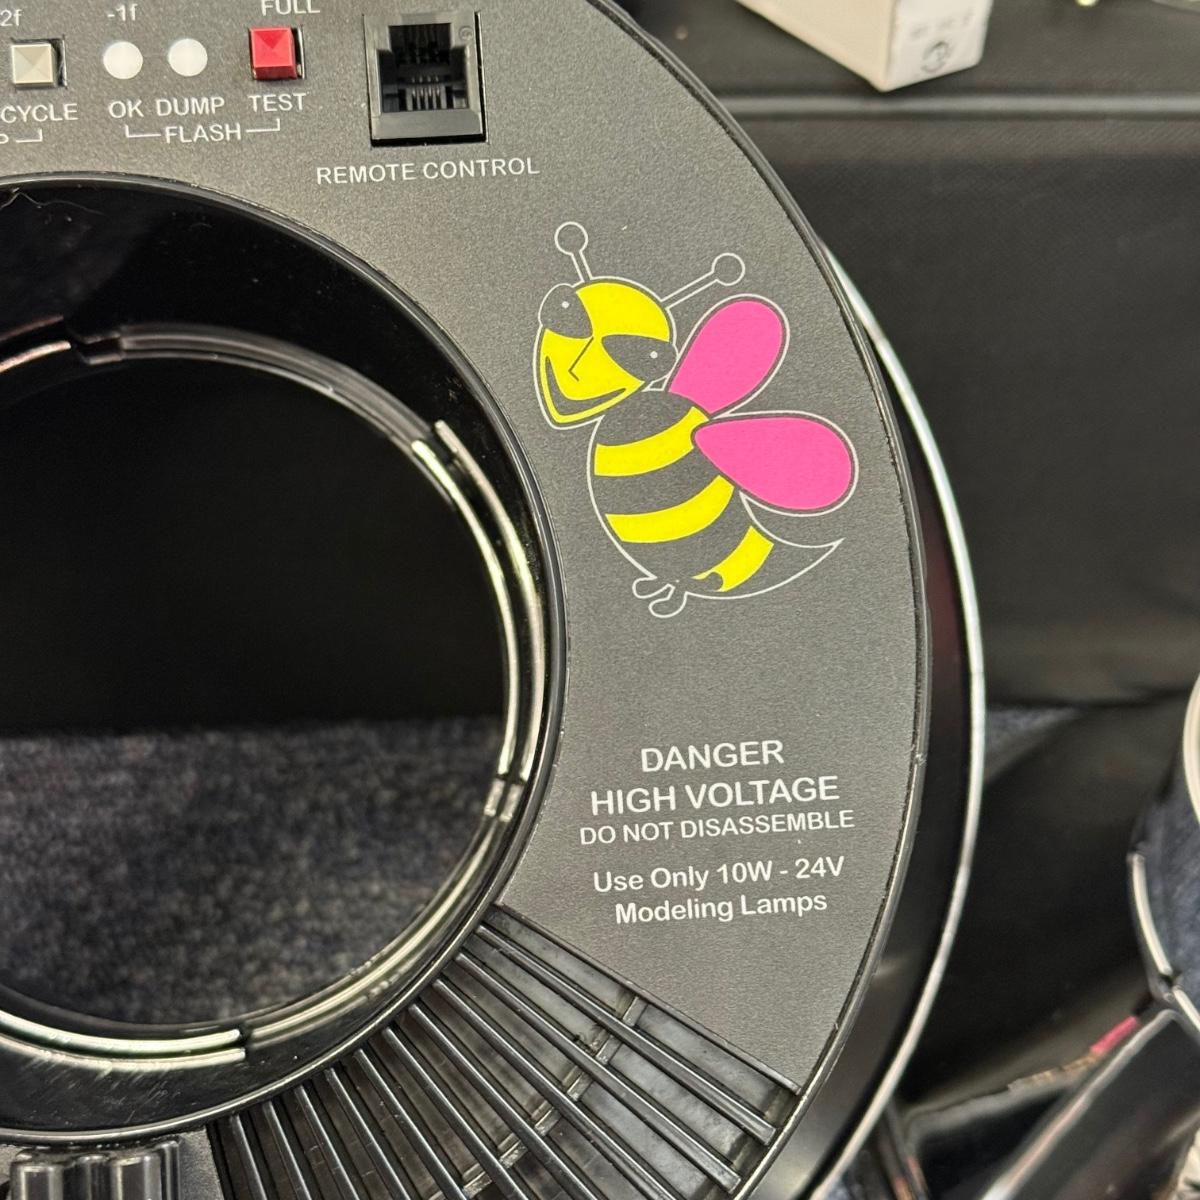 2f -1f FULL
CYCLE OK DUMP TEST
FLASH
REMOTE CONTROL
DANGER
HIGH VOLTAGE
DO NOT DISASSEMBLE
Use Only 10W - 24V
Modeling Lamps